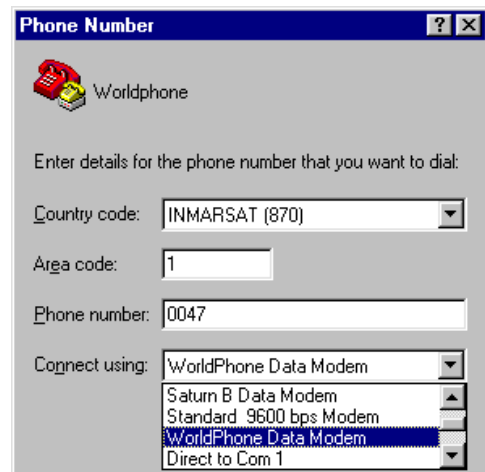 Phone Number
Worldphone
Enter details for the phone number that you want to dial:
Country code: INMARSAT (870)
Area code: 1
Phone number: 0047
Connect using: WorldPhone Data Modem
Saturn B Data Modem
Standard 9600 bps Modem
WorldPhone Data Modem
Direct to Com 1